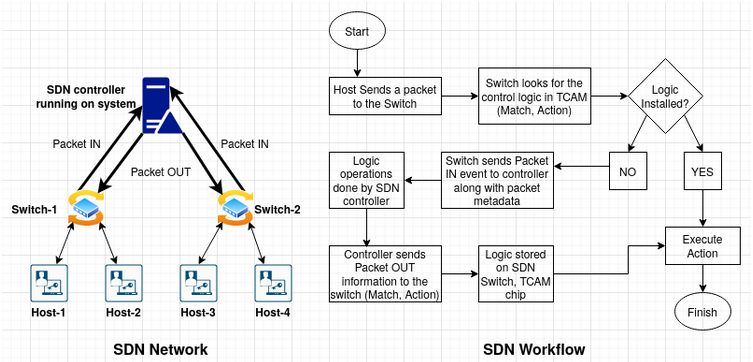 SDN controller
running on system
Packet IN
Packet IN
Packet OUT
Switch-1
Switch-2
Host-1
Host-2
Host-3
Host-4
SDN Network
Start
Host Sends a packet
to the Switch
Switch looks for the
control logic in TCAM
(Match, Action)
Logic
Installed?
NO
YES
Switch sends Packet
IN event to controller
along with packet
metadata
Logic
operations
done by SDN
controller
Controller sends
Packet OUT
information to the
switch (Match, Action)
Logic stored
on SDN
Switch, TCAM
chip
Execute
Action
Finish
SDN Workflow